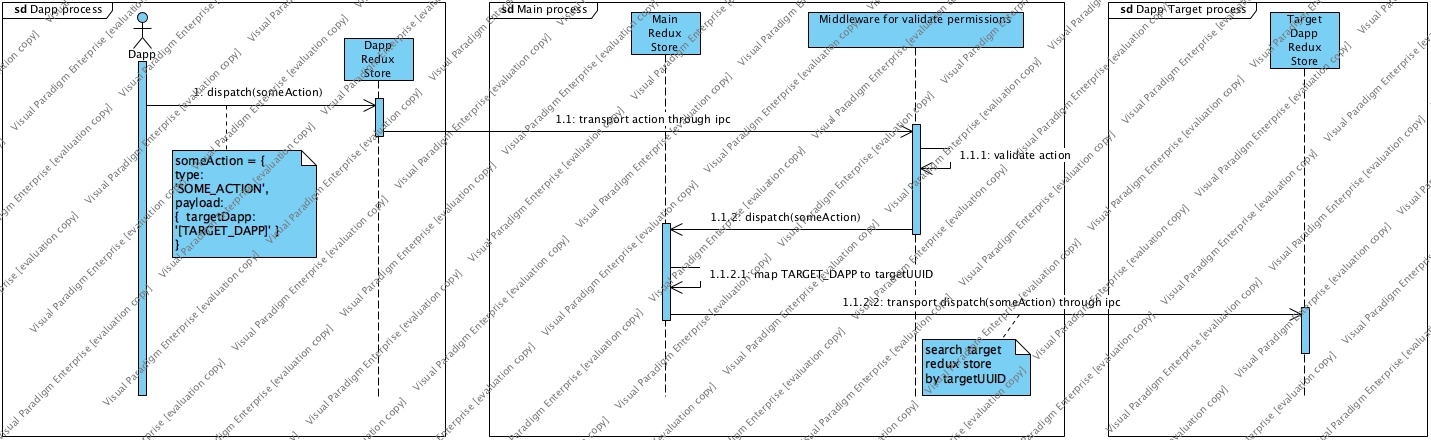 sd Dapp process
Dapp
Dapp
Redux
Store
1: dispatch(someAction)
someAction = {
type:
'SOME_ACTION',
payload:
{ targetDapp:
'[TARGET_DAPP]' }
}
sd Main process
Main
Redux
Store
Middleware for validate permissions
1.1: transport action through ipc
1.1.1: validate action
1.1.2: dispatch(someAction)
1.1.2.1: map TARGET_DAPP to targetUUID
1.1.2.2: transport dispatch(someAction) through ipc
search target
redux store
by targetUUID
sd Dapp Target process
Target
Dapp
Redux
Store
Visual Paradigm Enterprise [evaluation copy]